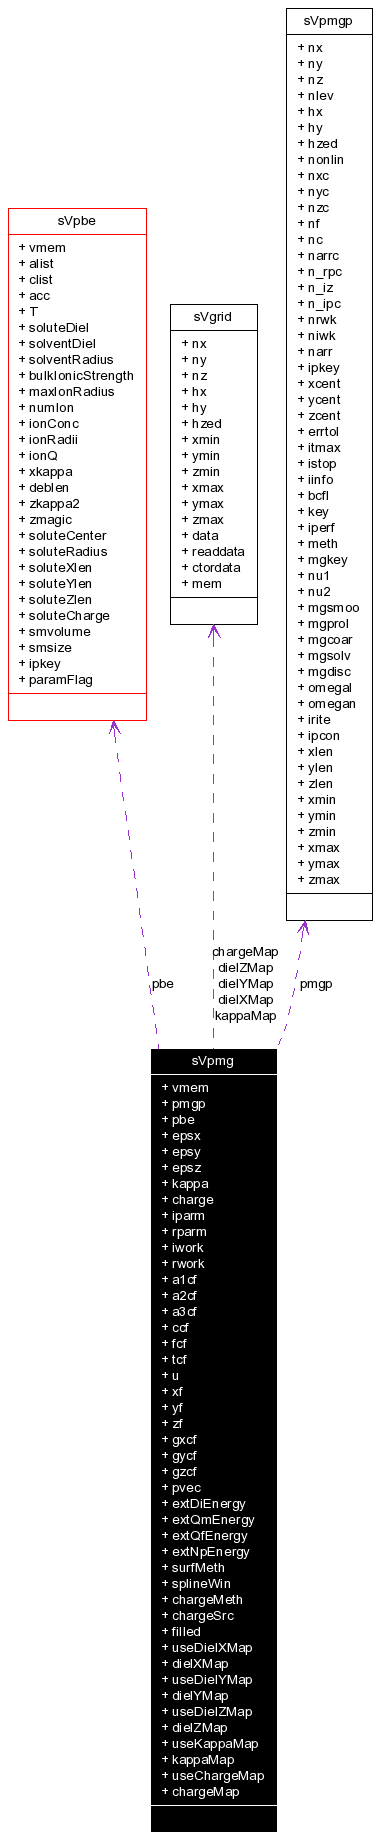 sVpmgp
+ nx
+ ny
+ nz
+ nlev
+ hx
+ hy
+ hzed
+ nonlin
+ nxc
+ nyc
+ nzc
+ nf
+ nc
+ narrc
+ n_rpc
+ n_iz
+ n_ipc
+ nrwk
+ niwk
+ narr
+ ipkey
+ xcent
+ ycent
+ zcent
+ errtol
+ itmax
+ istop
+ iinfo
+ bcfl
+ key
+ iperf
+ meth
+ mgkey
+ nu1
+ nu2
+ mgsmoo
+ mgprol
+ mgcoar
+ mgsolv
+ mgdisc
+ omegal
+ omegan
+ irite
+ ipcon
+ xlen
+ ylen
+ zlen
+ xmin
+ ymin
+ zmin
+ xmax
+ ymax
+ zmax
sVpbe
+ vmem
+ alist
+ clist
+ acc
+ T
+ soluteDiel
+ solventDiel
+ solventRadius
+ bulkIonicStrength
+ maxIonRadius
+ numIon
+ ionConc
+ ionRadii
+ ionQ
+ xkappa
+ deblen
+ zkappa2
+ zmagic
+ soluteCenter
+ soluteRadius
+ soluteXlen
+ soluteYlen
+ soluteZlen
+ soluteCharge
+ smvolume
+ smsize
+ ipkey
+ paramFlag
sVgrid
+ nx
+ ny
+ nz
+ hx
+ hy
+ hzed
+ xmin
+ ymin
+ zmin
+ xmax
+ ymax
+ zmax
+ data
+ readdata
+ ctordata
+ mem
pbe
chargeMap
dielZMap
dielYMap
dielXMap
kappaMap
pmgp
sVpmg
+ vmem
+ pmgp
+ pbe
+ epsx
+ epsy
+ epsz
+ kappa
+ charge
+ iparm
+ rparm
+ iwork
+ rwork
+ a1cf
+ a2cf
+ a3cf
+ ccf
+ fcf
+ tcf
+ u
+ xf
+ yf
+ zf
+ gxcf
+ gycf
+ gzcf
+ pvec
+ extDiEnergy
+ extQmEnergy
+ extQfEnergy
+ extNpEnergy
+ surfMeth
+ splineWin
+ chargeMeth
+ chargeSrc
+ filled
+ useDielXMap
+ dielXMap
+ useDielYMap
+ dielYMap
+ useDielZMap
+ dielZMap
+ useKappaMap
+ kappaMap
+ useChargeMap
+ chargeMap